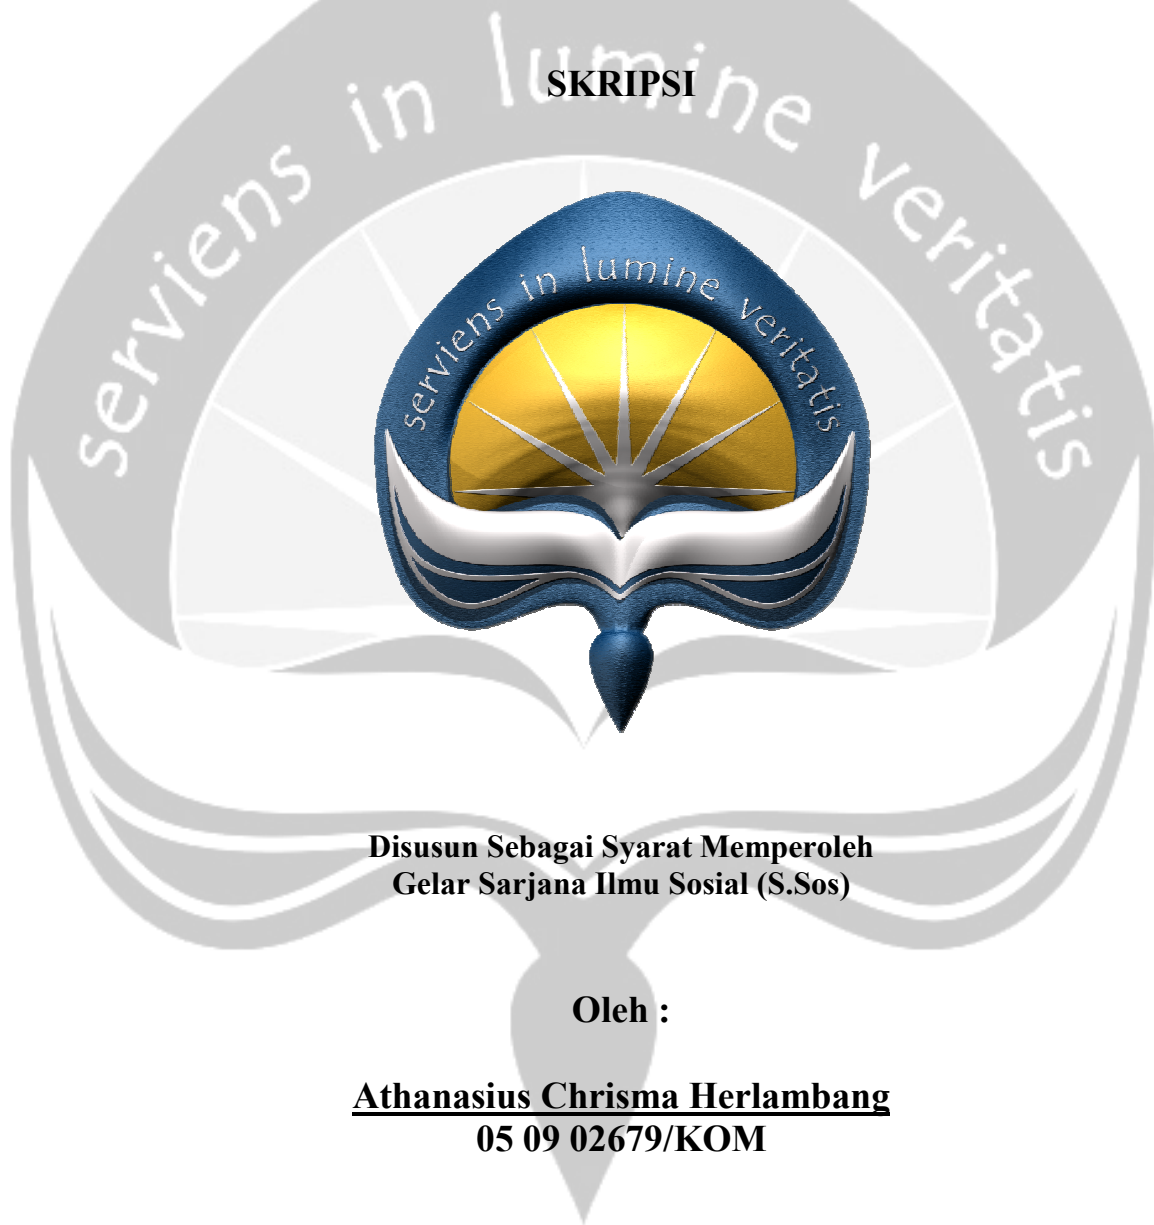 serviens in lumine veritatis
SKRIPSI
serviens in lumine veritatis
Disusun Sebagai Syarat Memperoleh
Gelar Sarjana Ilmu Sosial (S.Sos)
Oleh :
Athanasius Chrisma Herlambang
05 09 02679/KOM